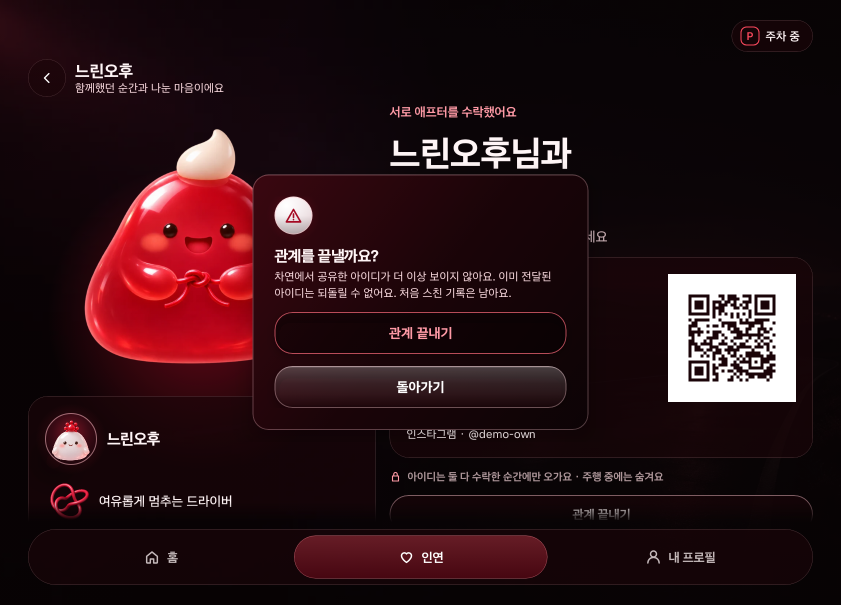 P 주차 중
느린오후
함께했던 순간과 나눈 마음이에요
서로 애프터를 수락했어요
느린오후님과
세요
관계를 끝낼까요?
차연에서 공유한 아이디가 더 이상 보이지 않아요. 이미 전달된
아이디는 되돌릴 수 없어요. 처음 스친 기록은 남아요.
관계 끝내기
돌아가기
인스타그램 · @demo-own
느린오후
여유롭게 멈추는 드라이버
아이디는 둘 다 수락한 순간에만 오가요 · 주행 중에는 숨겨요
관계 끝내기
홈
인연
내 프로필